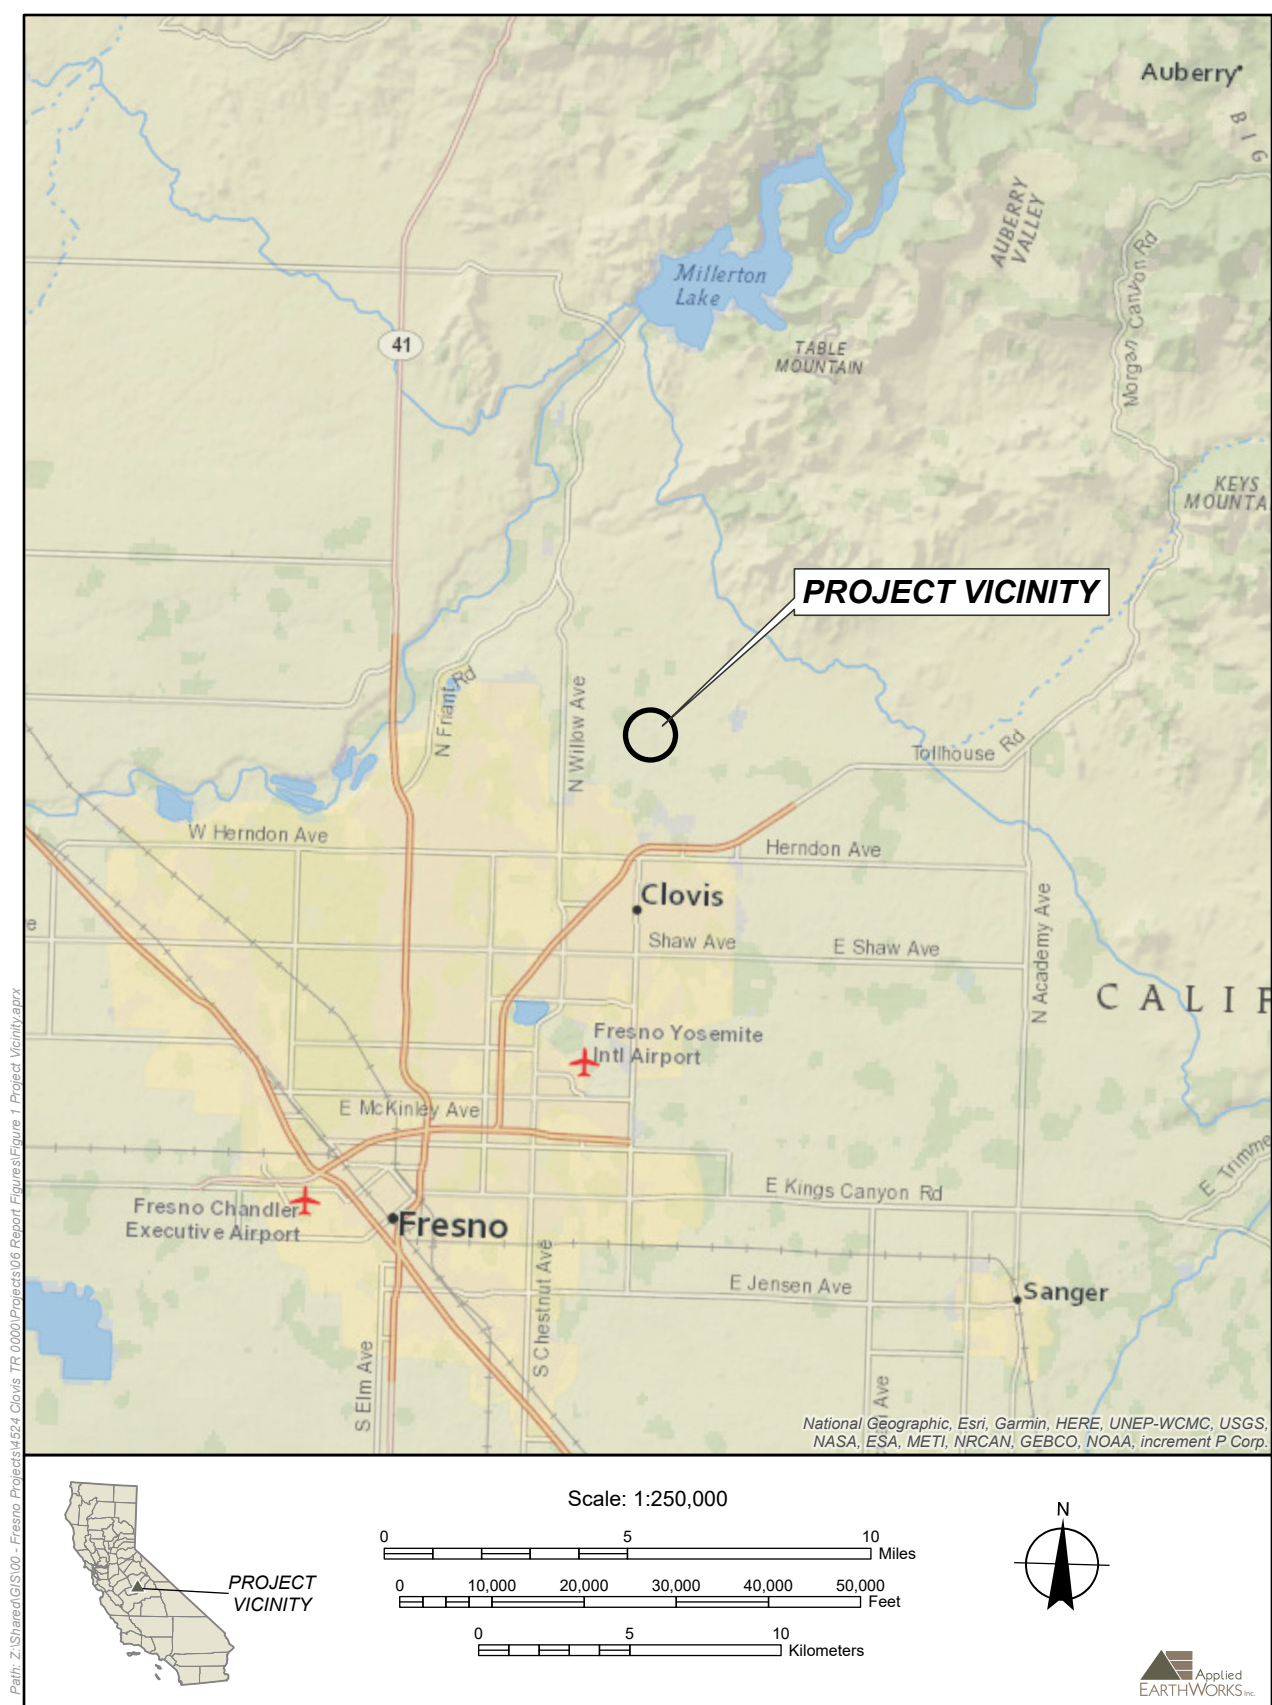 Auberry
BIG
AUBERRY
VALLEY
Millerton
Lake
Morgan Canyon Rd
41
TABLE
MOUNTAIN
KEYS
MOUNTA
PROJECT VICINITY
N Friant Rd
N Willow Ave
Tollhouse Rd
W Herndon Ave
Herndon Ave
Clovis
N Academy Ave
Shaw Ave
E Shaw Ave
CALIF
Fresno Yosemite
Intl Airport
E McKinley Ave
E Trimme
E Kings Canyon Rd
Fresno Chandler
Executive Airport
Fresno
E Jensen Ave
Sanger
S Chestnut Ave
S Elm Ave
Ave
National Geographic, Esri, Garmin, HERE, UNEP-WCMC, USGS,
NASA, ESA, METI, NRCAN, GEBCO, NOAA, increment P Corp.
Path: Z:\Shared\GIS\00 - Fresno Projects\4524 Clovis TR 0000\Projects\06 Report Figures\Figure 1 Project Vicinity.aprx
PROJECT
VICINITY
Scale: 1:250,000
0 5 10
Miles
0 10,000 20,000 30,000 40,000 50,000
Feet
0 5 10
Kilometers
N
Applied
EARTHWORKS Inc.